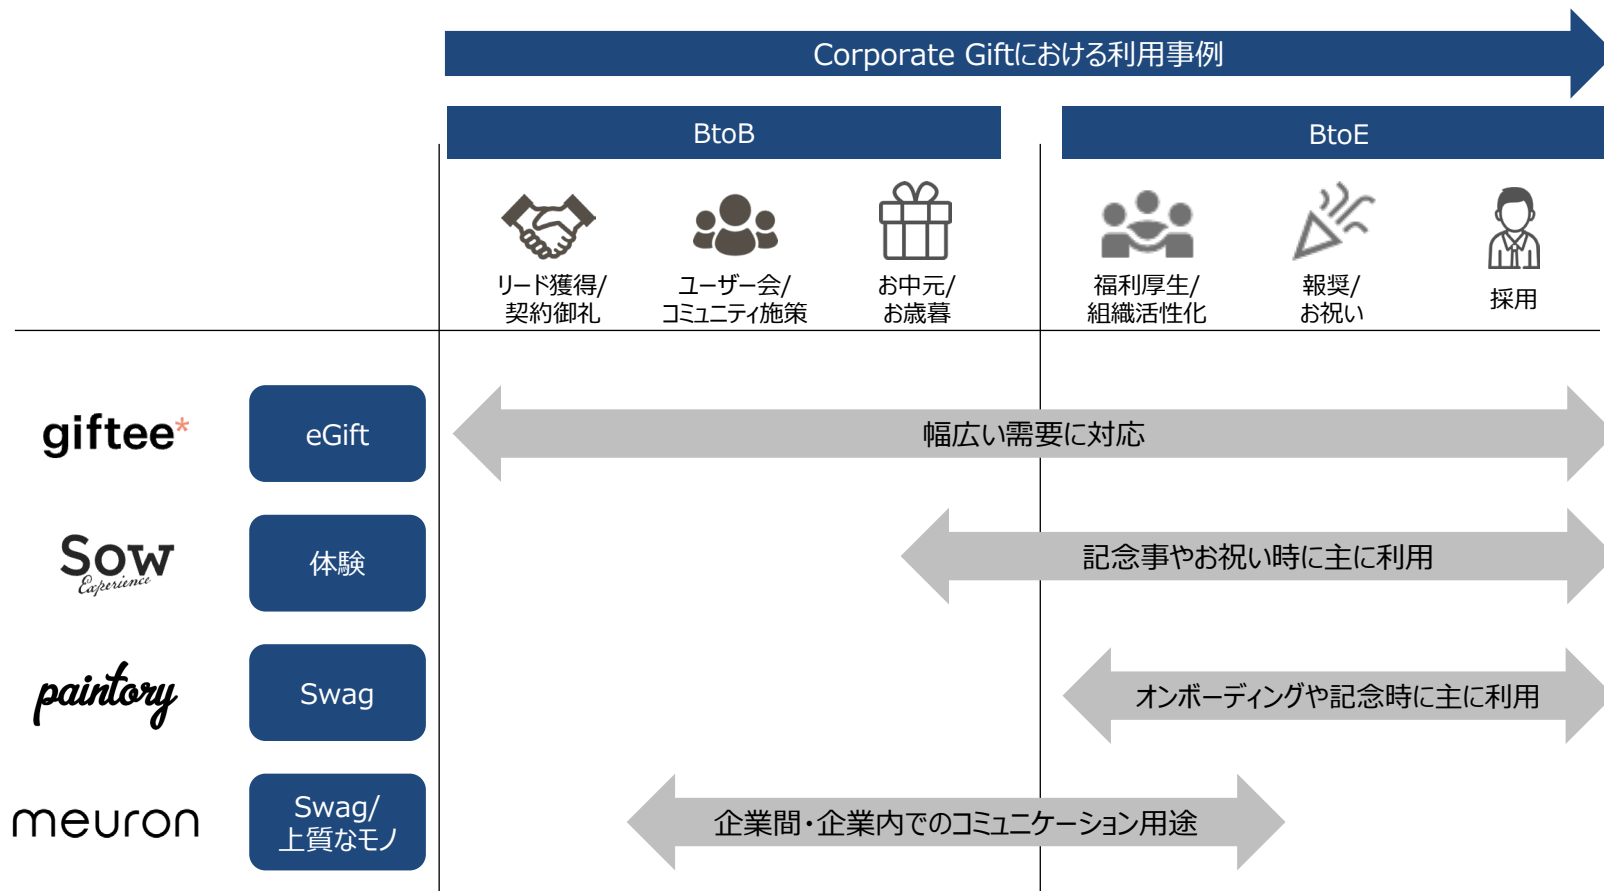 Corporate Giftにおける利用事例
BtoB
BtoE
リード獲得/
契約御礼
ユーザー会/
コミュニティ施策
お中元/
お歳暮
福利厚生/
組織活性化
報奨/
お祝い
採用
giftee*
eGift
幅広い需要に対応
Sow
Experience
体験
記念事やお祝い時に主に利用
paintory
Swag
オンボーディングや記念時に主に利用
meuron
Swag/
上質なモノ
企業間・企業内でのコミュニケーション用途